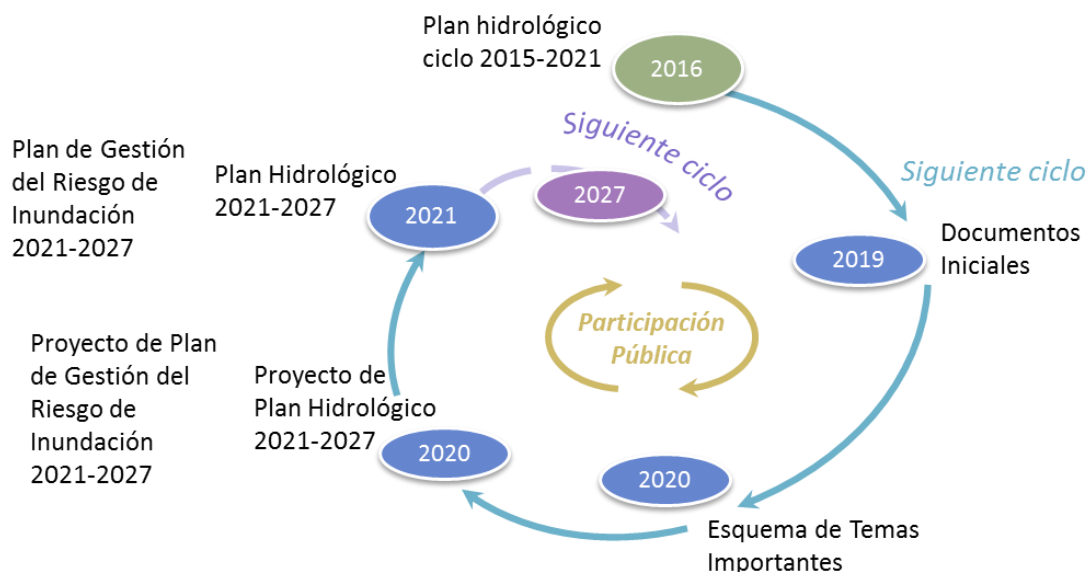 Plan hidrológico
ciclo 2015-2021
2016
Siguiente ciclo
Documentos
Iniciales
2019
Esquema de Temas
Importantes
2020
Proyecto de
Plan Hidrológico
2021-2027
2020
Proyecto de Plan
de Gestión del
Riesgo de
Inundación
2021-2027
Plan Hidrológico
2021-2027
2021
Plan de Gestión
del Riesgo de
Inundación
2021-2027
Siguiente ciclo
2027
Participación
Pública